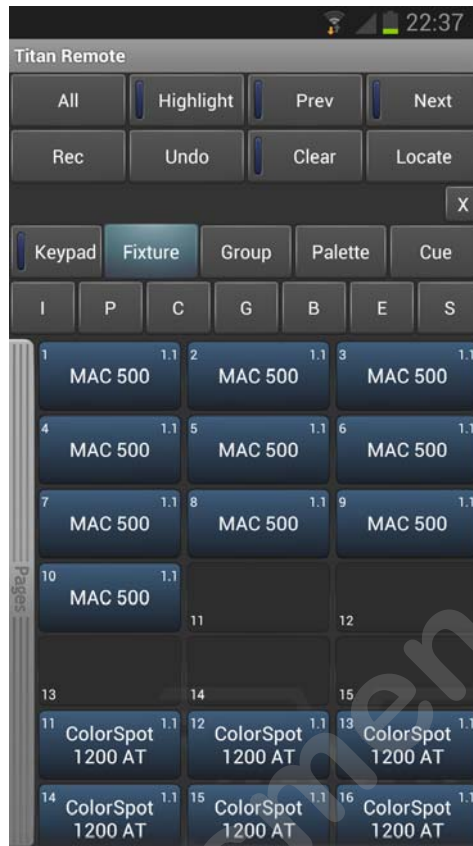 22:37
Titan Remote
All Highlight Prev Next
Rec Undo Clear Locate
X
Keypad Fixture Group Palette Cue
I P C G B E S
1 1.1 2 1.1 3 1.1
MAC 500 MAC 500 MAC 500
4 1.1 5 1.1 6 1.1
MAC 500 MAC 500 MAC 500
7 1.1 8 1.1 9 1.1
MAC 500 MAC 500 MAC 500
Pages
10 1.1
MAC 500
11 12
13 14 15
11 1.1 12 1.1 13 1.1
ColorSpot ColorSpot ColorSpot
1200 AT 1200 AT 1200 AT
14 1.1 15 1.1 16 1.1
ColorSpot ColorSpot ColorSpot
1200 AT 1200 AT 1200 AT